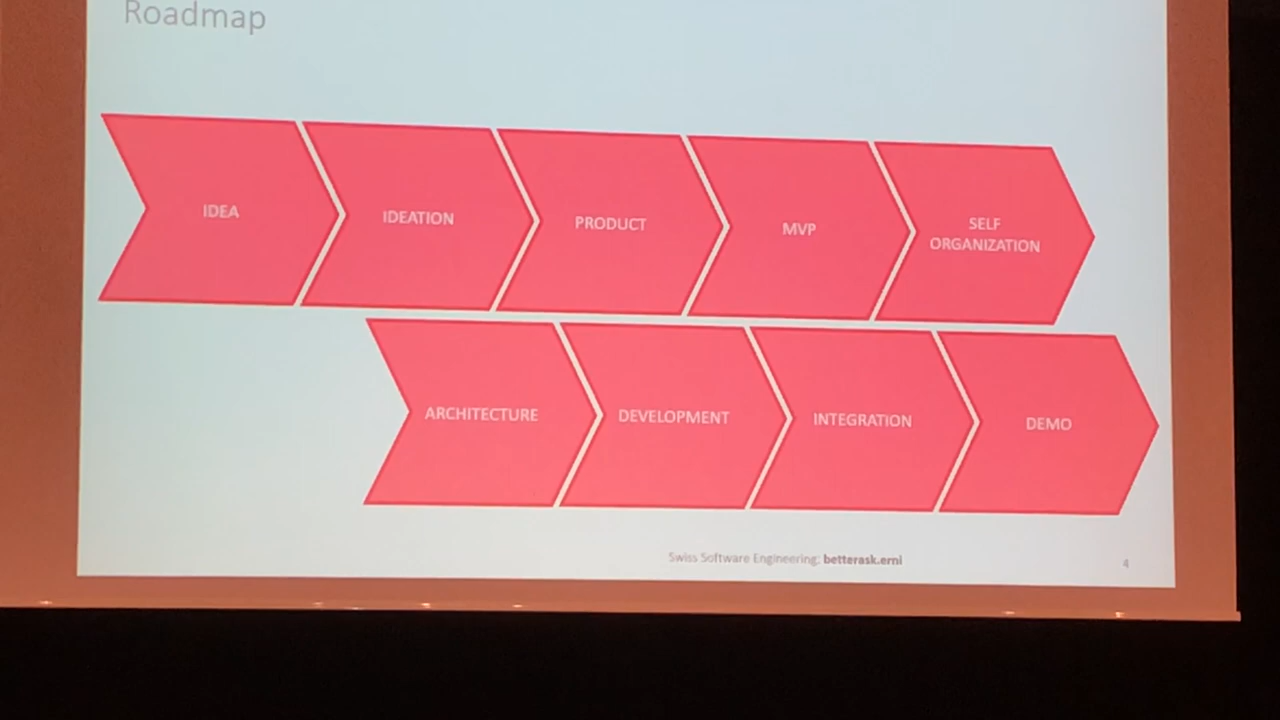 Roadmap
IDEA
IDEATION
PRODUCT
MVP
SELF
ORGANIZATION
ARCHITECTURE
DEVELOPMENT
INTEGRATION
DEMO
Swiss Software Engineering: betterask.erni
4